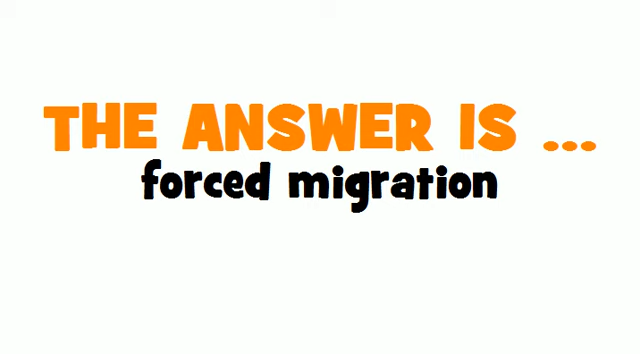 THE ANSWER IS ...
forced migration